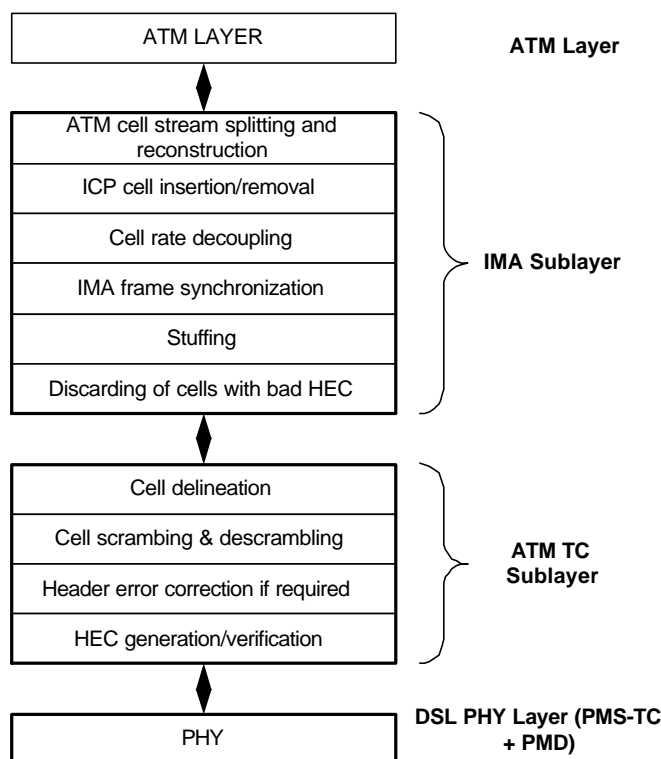 ATM LAYER
ATM Layer
ATM cell stream splitting and
reconstruction
ICP cell insertion/removal
Cell rate decoupling
IMA frame synchronization
Stuffing
Discarding of cells with bad HEC
IMA Sublayer
Cell delineation
Cell scrambing & descrambling
Header error correction if required
HEC generation/verification
ATM TC
Sublayer
PHY
DSL PHY Layer (PMS-TC
+ PMD)